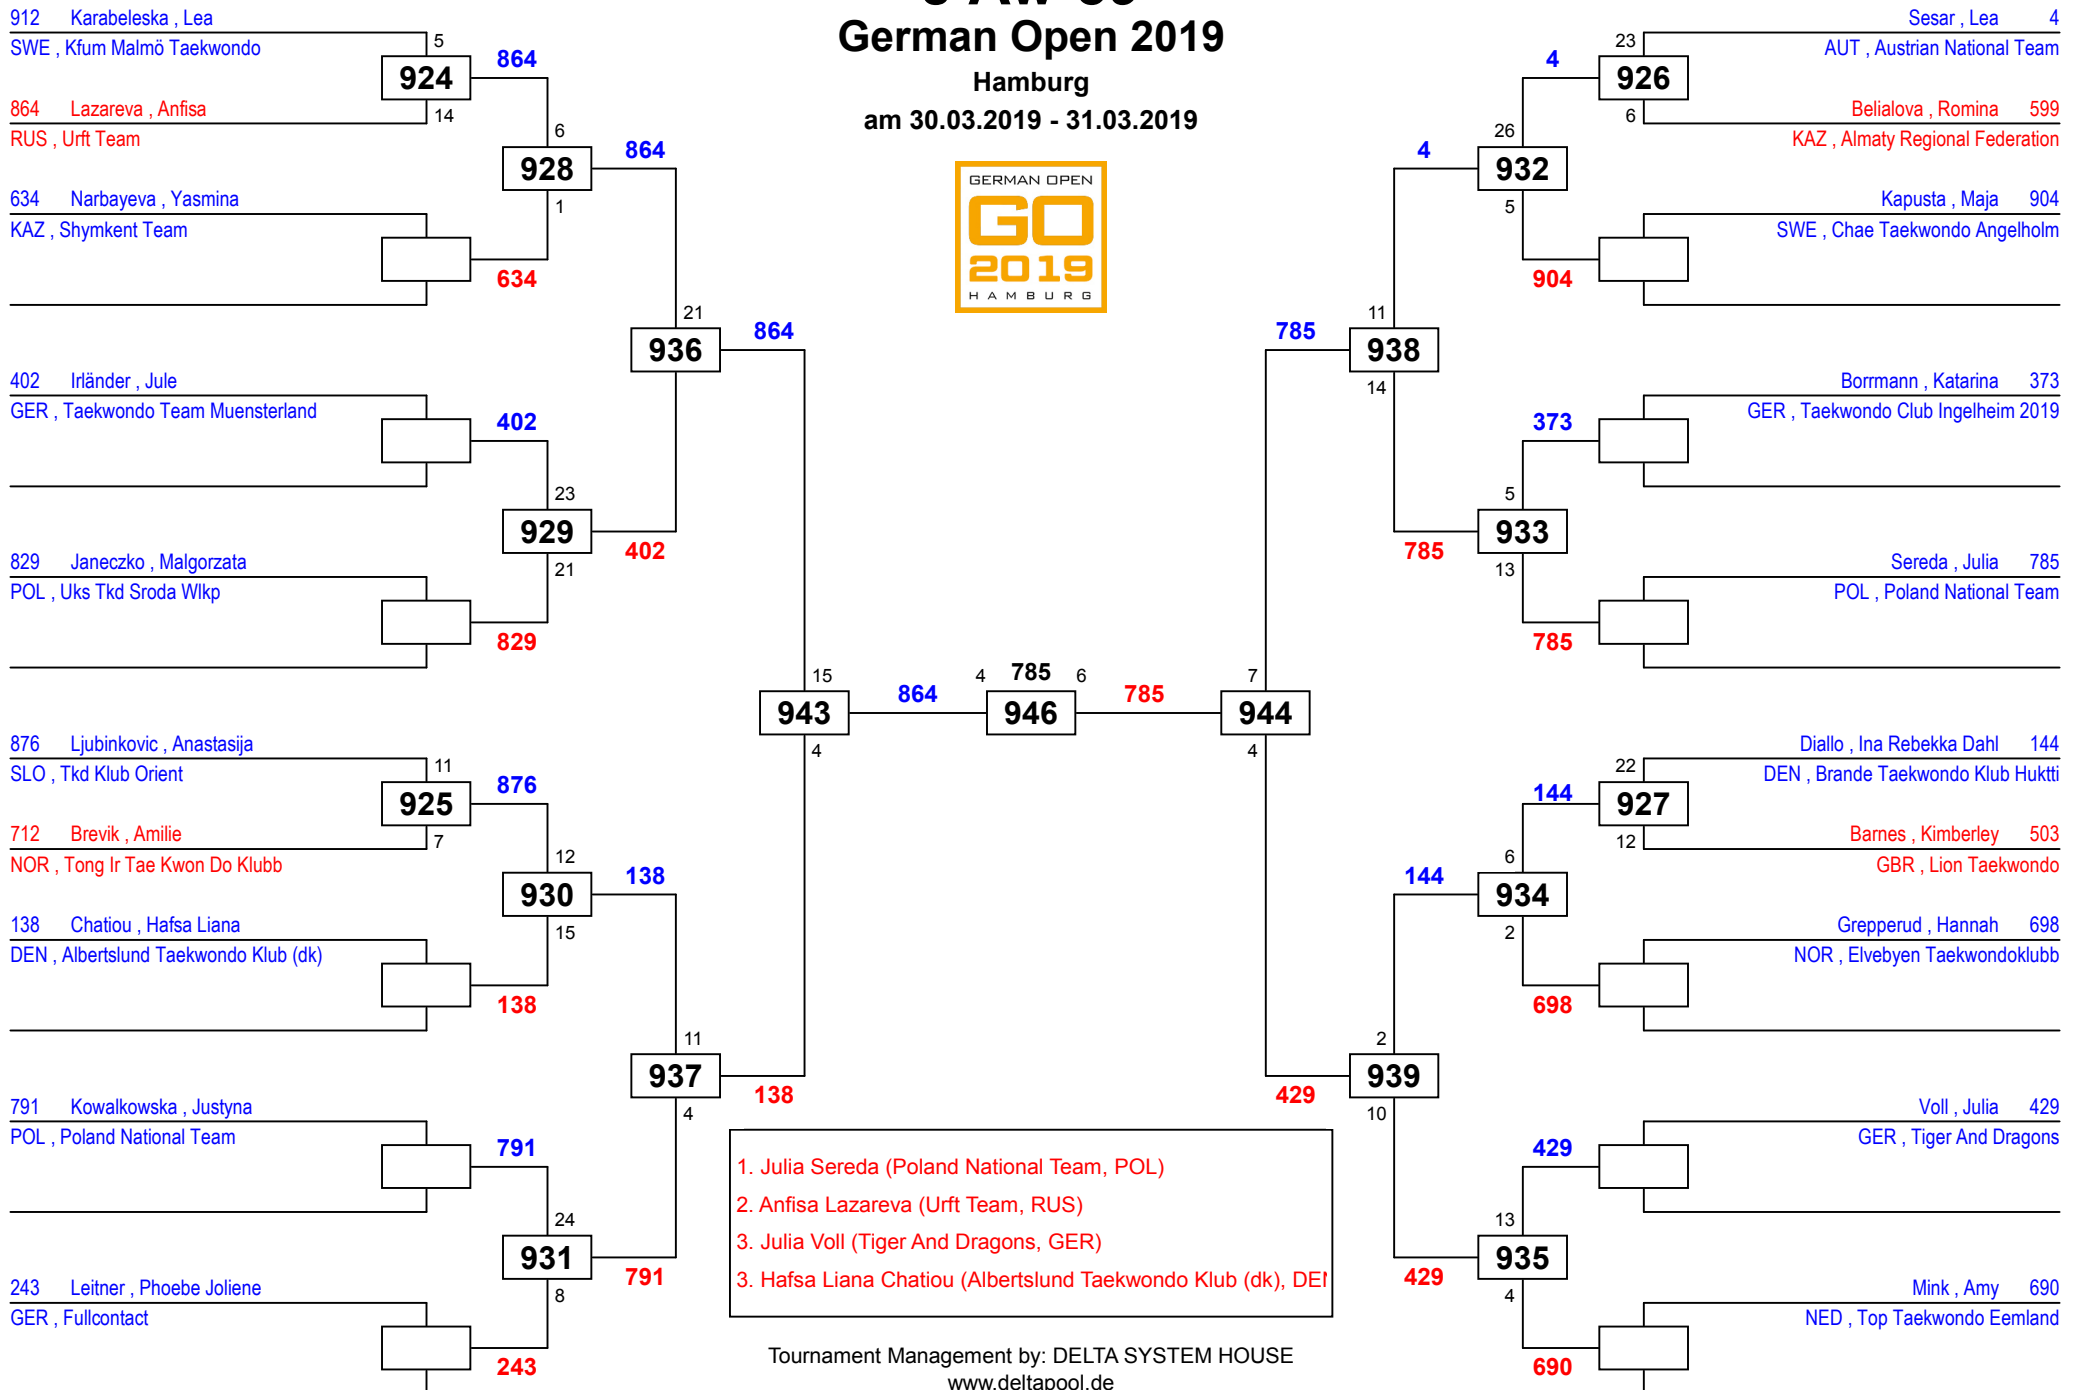 German Open 2019
Hamburg
am 30.03.2019 - 31.03.2019
GERMAN OPEN
GO
2019
HAMBURG
912 Karabeleska , Lea
SWE , Kfum Malmö Taekwondo
5
924
14
864
864 Lazareva , Anfisa
RUS , Urft Team
6
928
1
864
634 Narbayeva , Yasmina
KAZ , Shymkent Team
634
21
936
864
402 Irländer , Jule
GER , Taekwondo Team Muensterland
402
23
929
21
402
829 Janeczko , Malgorzata
POL , Uks Tkd Sroda Wlkp
829
15
943
4
864
876 Ljubinkovic , Anastasija
SLO , Tkd Klub Orient
11
925
7
876
712 Brevik , Amilie
NOR , Tong Ir Tae Kwon Do Klubb
12
930
15
138
138 Chatiou , Hafsa Liana
DEN , Albertslund Taekwondo Klub (dk)
138
11
937
4
138
791 Kowalkowska , Justyna
POL , Poland National Team
791
24
931
8
791
243 Leitner , Phoebe Joliene
GER , Fullcontact
243
4 785 6
946
785
Sesar , Lea 4
AUT , Austrian National Team
23
926
6
4
Belialova , Romina 599
KAZ , Almaty Regional Federation
26
932
5
4
Kapusta , Maja 904
SWE , Chae Taekwondo Angelholm
904
11
938
14
785
Borrmann , Katarina 373
GER , Taekwondo Club Ingelheim 2019
373
5
933
13
785
Sereda , Julia 785
POL , Poland National Team
785
7
944
4
Diallo , Ina Rebekka Dahl 144
DEN , Brande Taekwondo Klub Huktti
22
927
12
144
Barnes , Kimberley 503
GBR , Lion Taekwondo
6
934
2
144
Grepperud , Hannah 698
NOR , Elvebyen Taekwondoklubb
698
2
939
10
429
Voll , Julia 429
GER , Tiger And Dragons
429
13
935
4
429
Mink , Amy 690
NED , Top Taekwondo Eemland
690
1. Julia Sereda (Poland National Team, POL)
2. Anfisa Lazareva (Urft Team, RUS)
3. Julia Voll (Tiger And Dragons, GER)
3. Hafsa Liana Chatiou (Albertslund Taekwondo Klub (dk), DEN
Tournament Management by: DELTA SYSTEM HOUSE
www.deltapool.de